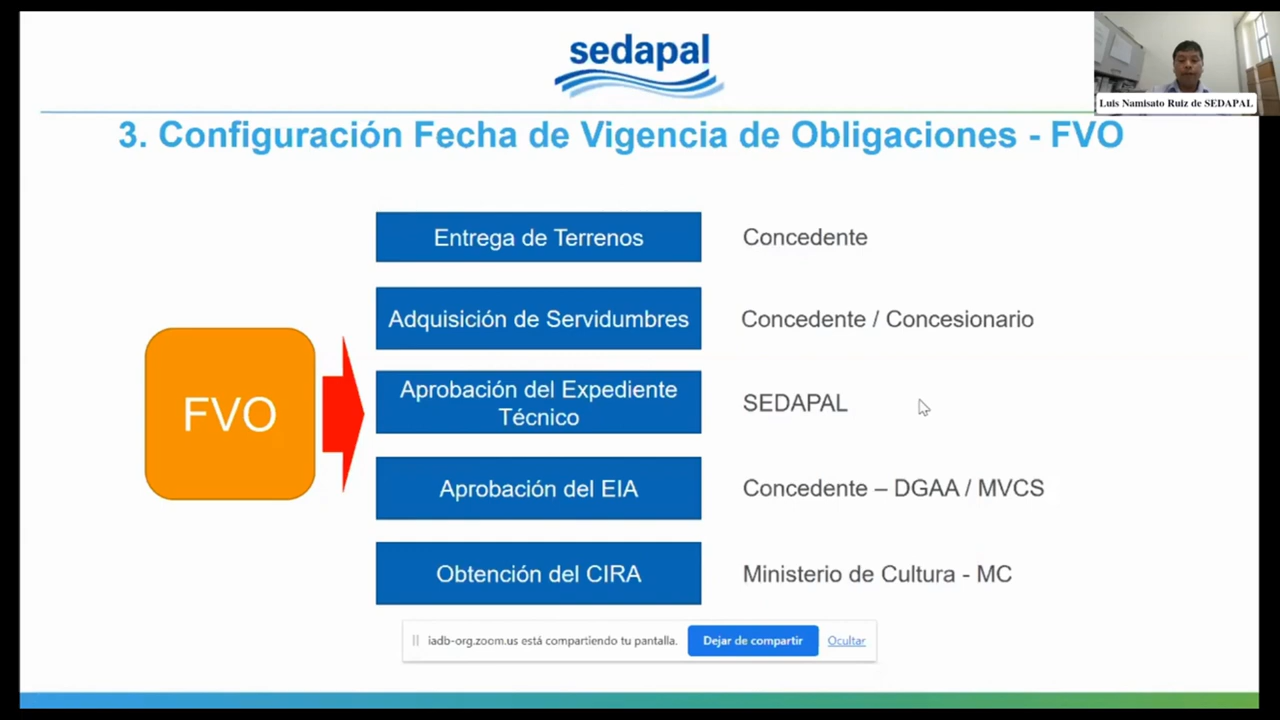 sedapal
Luis Namisato Ruiz de SEDAPAL
3. Configuración Fecha de Vigencia de Obligaciones - FVO
FVO
Entrega de Terrenos
Concedente
Adquisición de Servidumbres
Concedente / Concesionario
Aprobación del Expediente
Técnico
SEDAPAL
Aprobación del EIA
Concedente – DGAA / MVCS
Obtención del CIRA
Ministerio de Cultura - MC
iadb-org.zoom.us está compartiendo tu pantalla.
Dejar de compartir
Ocultar